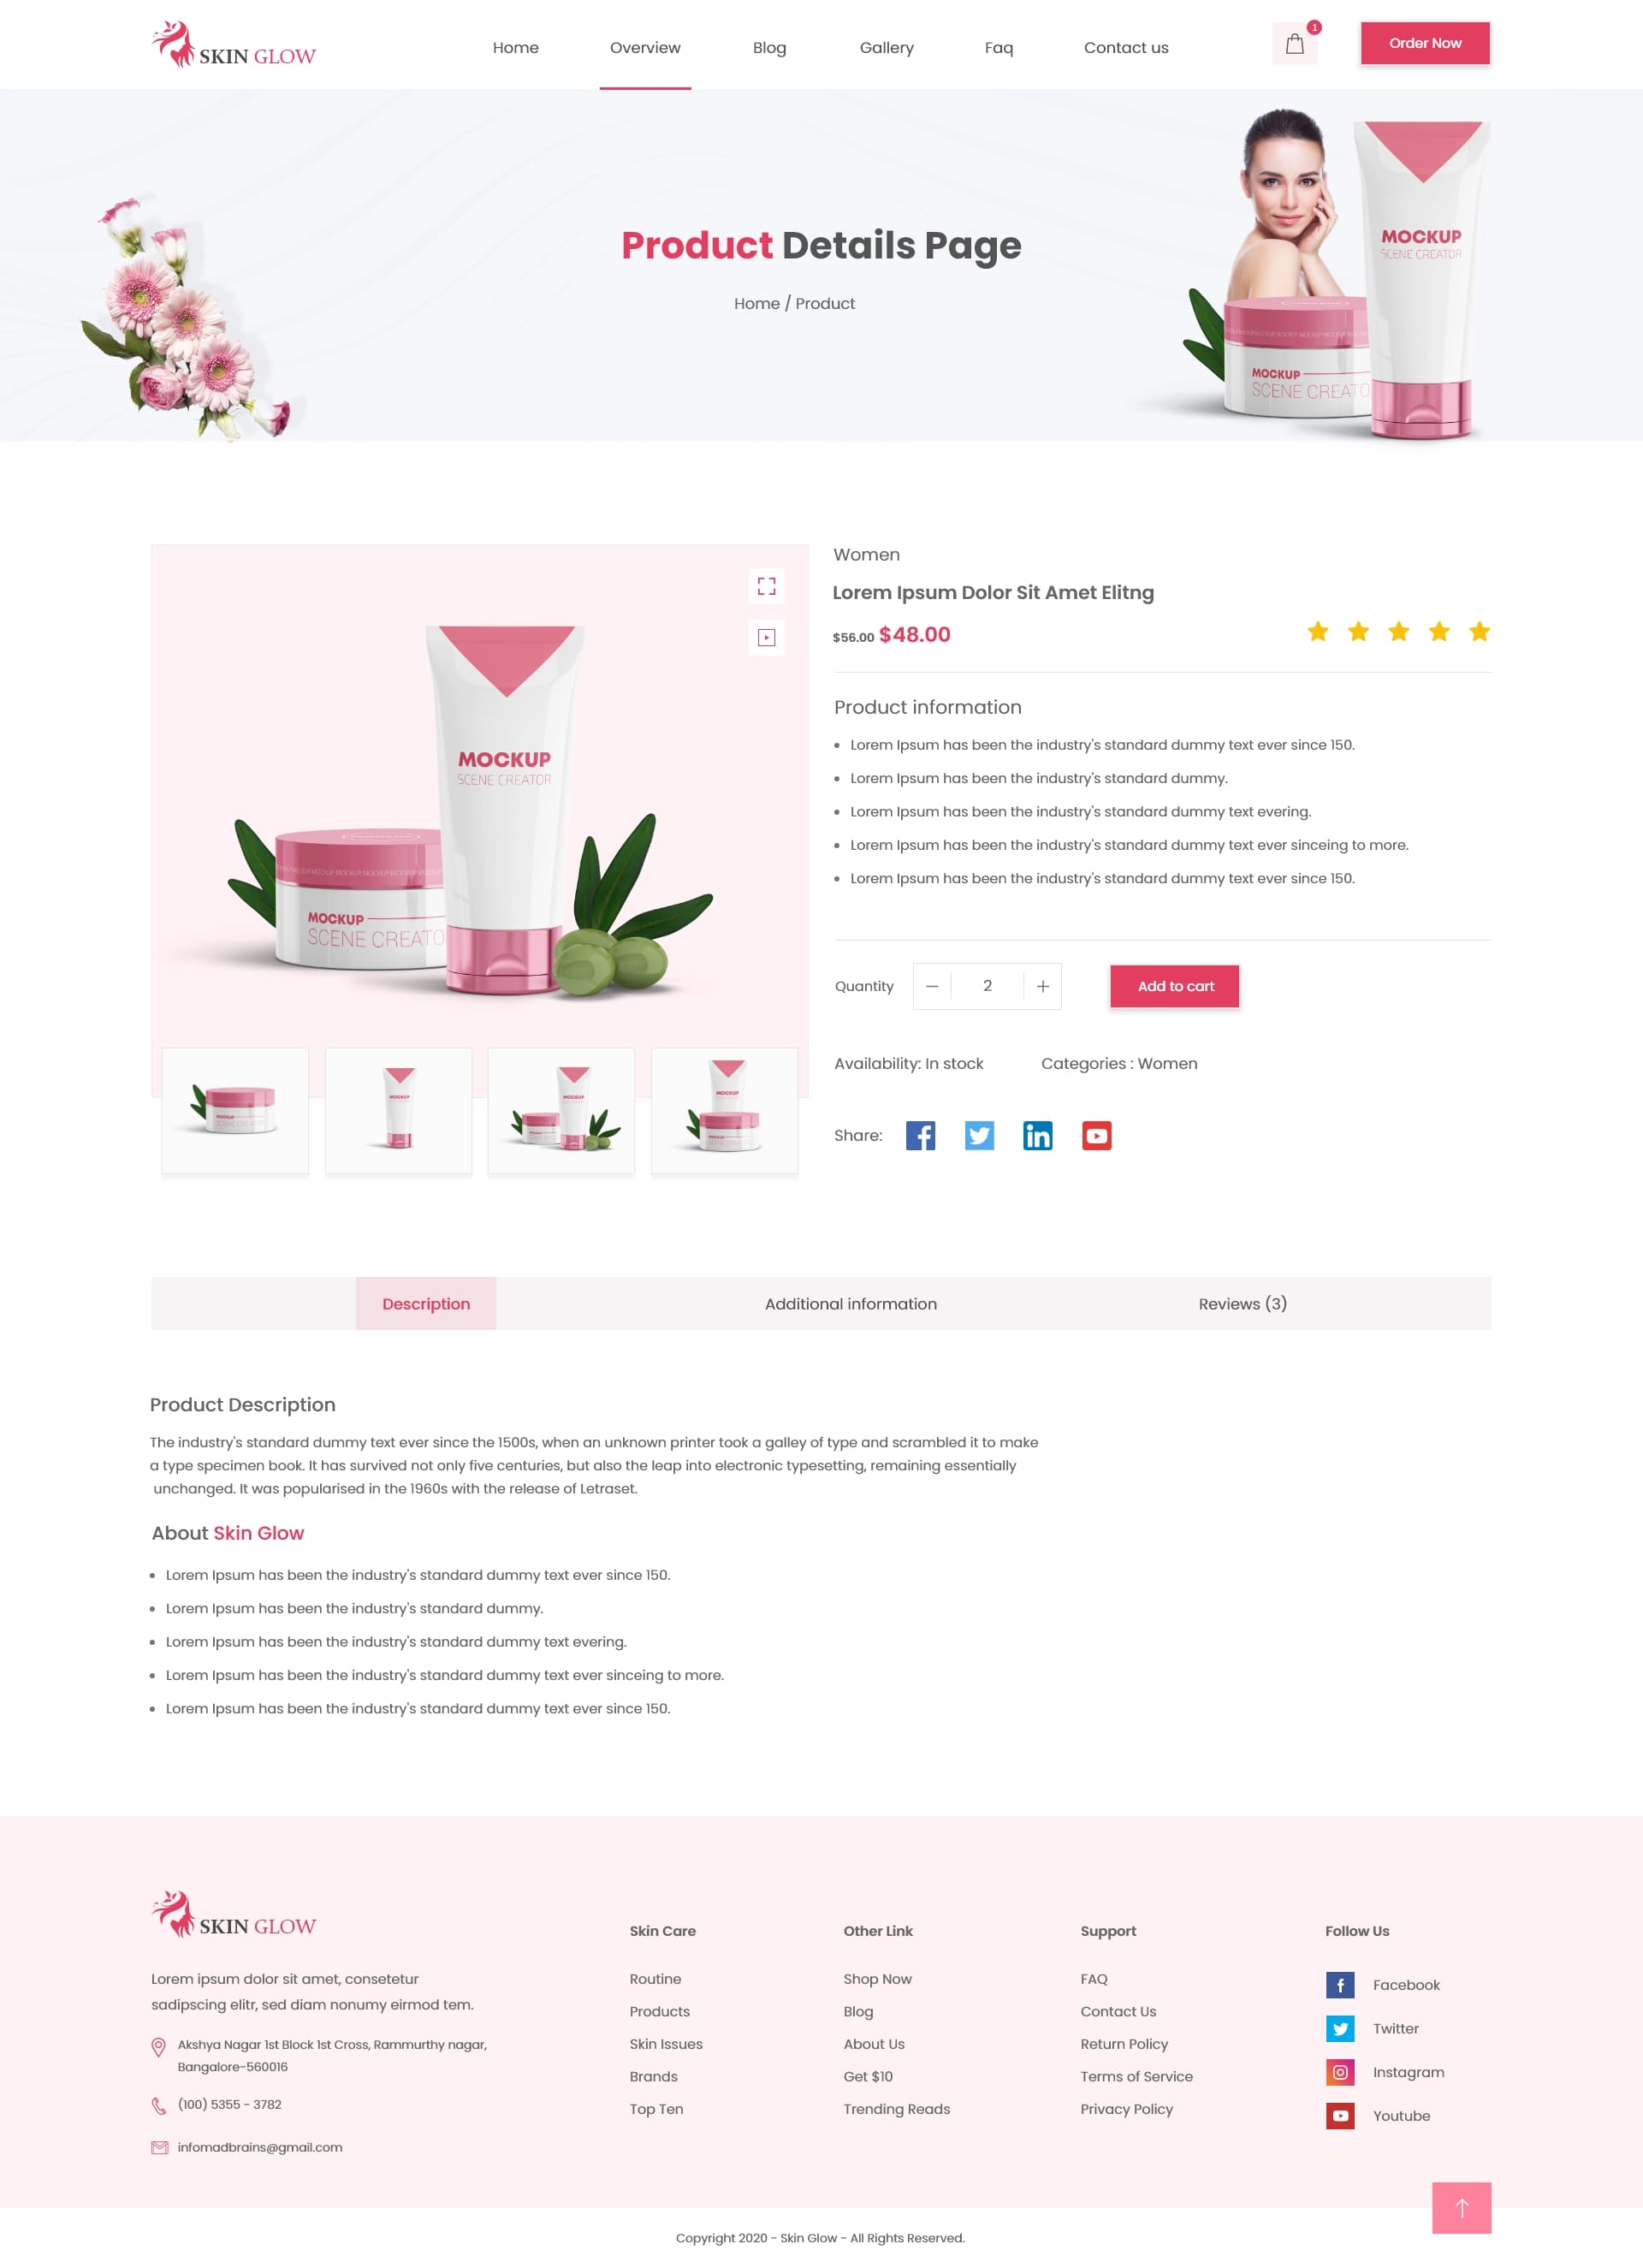 SKIN GLOW
Home
Overview
Blog
Gallery
Faq
Contact us
1
Order Now
Product Details Page
Home / Product
MOCKUP
SCENE CREATOR
MOCKUP
SCENE CREATO
Women
Lorem Ipsum Dolor Sit Amet Elitng
$56.00 $48.00
MOCKUP
SCENE CREATOR
MOCKUP
SCENE CREATO
Product information
Lorem Ipsum has been the industry's standard dummy text ever since 150.
Lorem Ipsum has been the industry's standard dummy.
Lorem Ipsum has been the industry's standard dummy text evering.
Lorem Ipsum has been the industry's standard dummy text ever sinceing to more.
Lorem Ipsum has been the industry's standard dummy text ever since 150.
Quantity
2
Add to cart
MOCKUP
SCENE CREATOR
MOCKUP
MOCKUP
MOCKUP
MOCKUP
MOCKUP
Availability: In stock
Categories : Women
Share:
Description
Additional information
Reviews (3)
Product Description
The industry's standard dummy text ever since the 1500s, when an unknown printer took a galley of type and scrambled it to make
a type specimen book. It has survived not only five centuries, but also the leap into electronic typesetting, remaining essentially
unchanged. It was popularised in the 1960s with the release of Letraset.
About Skin Glow
Lorem Ipsum has been the industry's standard dummy text ever since 150.
Lorem Ipsum has been the industry's standard dummy.
Lorem Ipsum has been the industry's standard dummy text evering.
Lorem Ipsum has been the industry's standard dummy text ever sinceing to more.
Lorem Ipsum has been the industry's standard dummy text ever since 150.
SKIN GLOW
Lorem ipsum dolor sit amet, consetetur
sadipscing elitr, sed diam nonumy eirmod tem.
Akshya Nagar 1st Block 1st Cross, Rammurthy nagar,
Bangalore-560016
(100) 5355 - 3782
infomadbrains@gmail.com
Skin Care
Routine
Products
Skin Issues
Brands
Top Ten
Other Link
Shop Now
Blog
About Us
Get $10
Trending Reads
Support
FAQ
Contact Us
Return Policy
Terms of Service
Privacy Policy
Follow Us
Facebook
Twitter
Instagram
Youtube
Copyright 2020 - Skin Glow - All Rights Reserved.